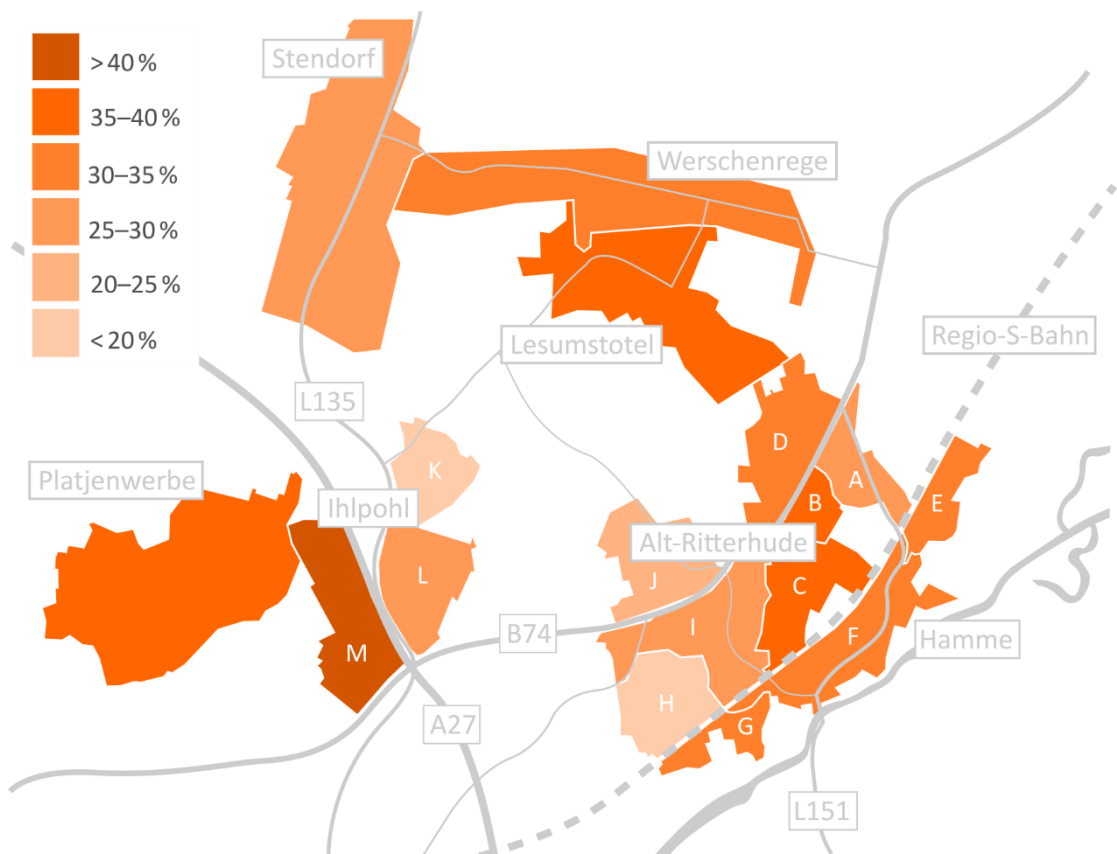 > 40 %
35–40 %
30–35 %
25–30 %
20–25 %
< 20 %
Stendorf
Werschenrege
Regio-S-Bahn
Lesumstotel
L135
Platjenwerbe
Ihlpohl
K
D
A
B
E
Alt-Ritterhude
L
J
C
I
F
B74
Hamme
M
H
G
A27
L151